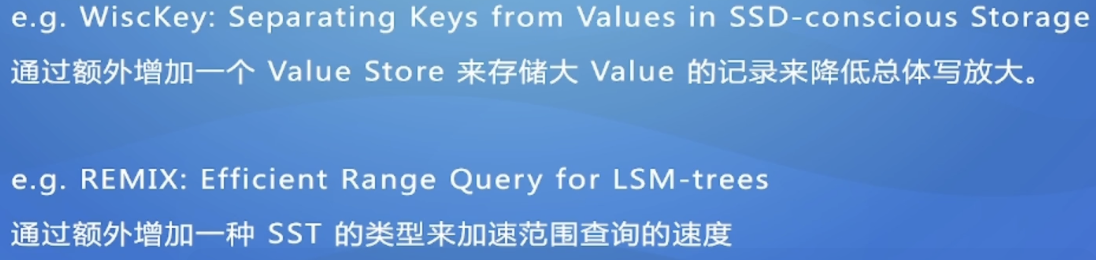 e.g. WiscKey: Separating Keys from Values in SSD-conscious Storage
通过额外增加一个 Value Store 来存储大 Value 的记录来降低总体写放大。
e.g. REMIX: Efficient Range Query for LSM-trees
通过额外增加一种 SST 的类型来加速范围查询的速度